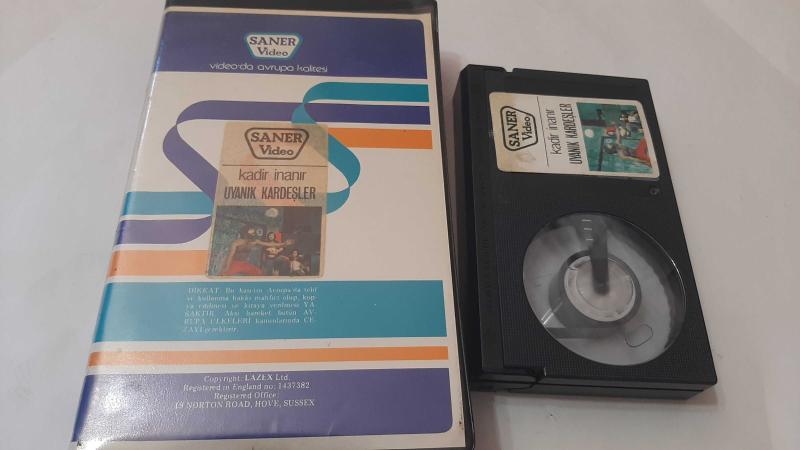 SANER
Video
video-da avrupa kalitesi
SANER
Video
kadir inanır
UYANIK KARDEŞLER
DİKKAT: Bu kasetin Avrupa'da telif
ve kullanma hakkı mahfuz olup, kop-
ya edilmesi ve kiraya verilmesi YA-
SAKTIR. Aksi hareket bütün AV-
RUPA ÜLKELERİ kanunlarında CE-
ZAYI gerektirir.
Copyright: LAZEX Ltd.
Registered in England no: 1437382
Registered Office:
19 NORTON ROAD, HOVE, SUSSEX
SANER
Video
kadir inanır
UYANIK KARDEŞLER